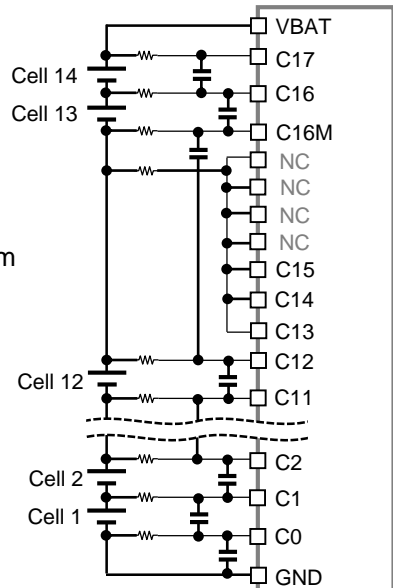 VBAT
C17
Cell 14
C16
Cell 13
C16M
NC
NC
NC
NC
m
C15
C14
C13
C12
Cell 12
C11
C2
Cell 2
C1
Cell 1
C0
GND